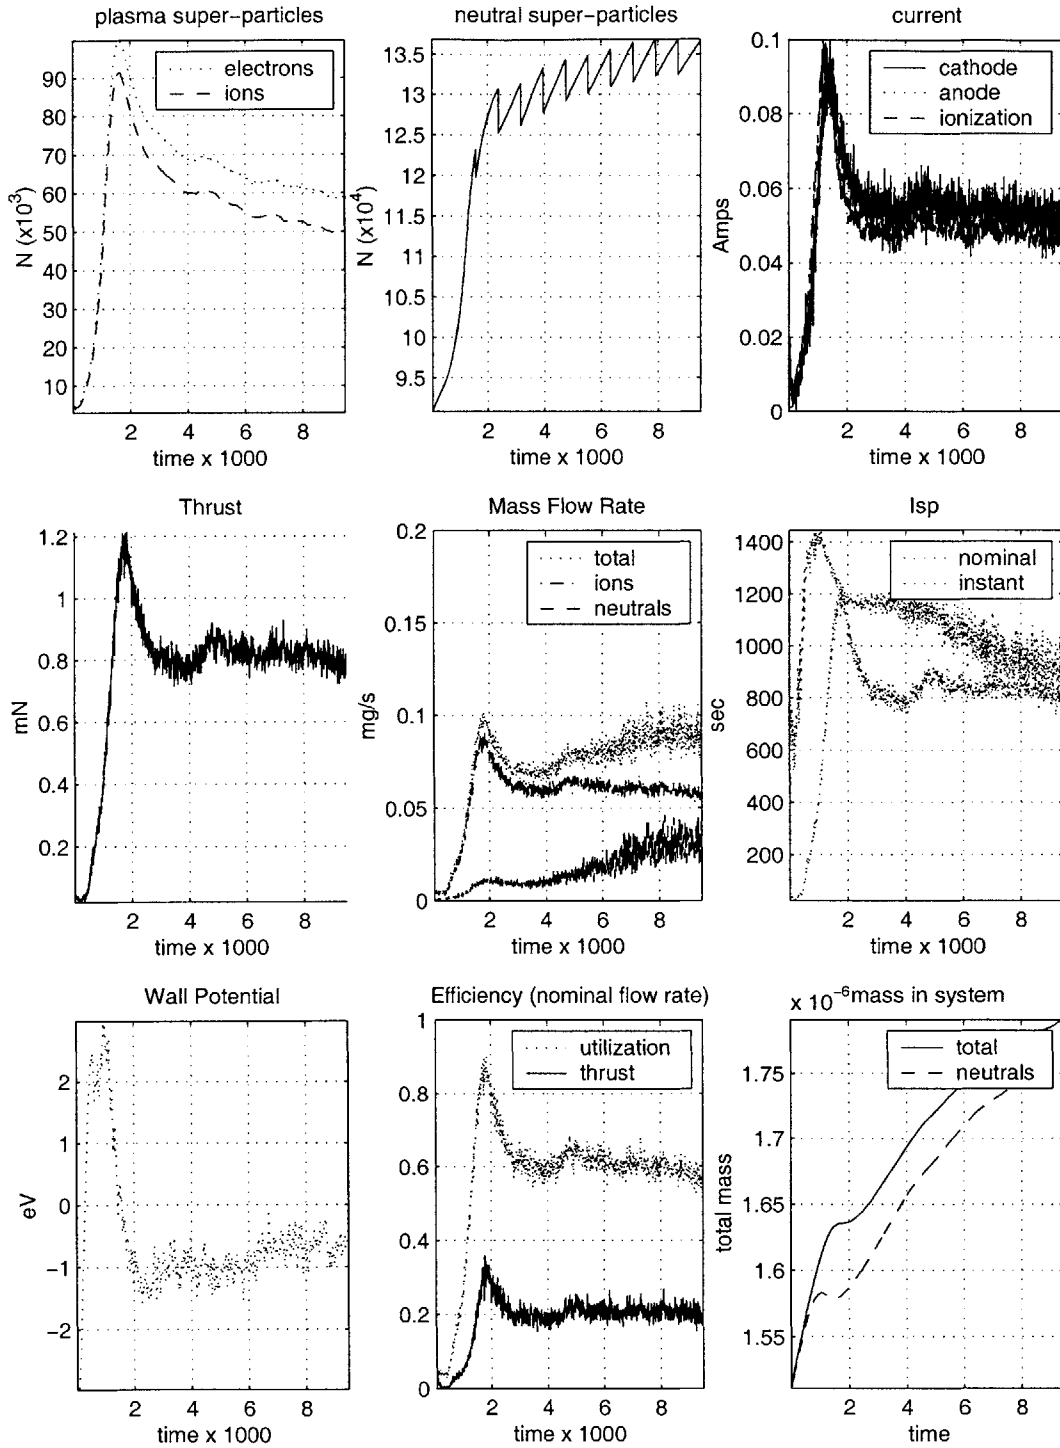 plasma super-particles
N (x10³)
90
80
70
60
50
40
30
20
10
electrons
ions
2
4
6
8
time x 1000
neutral super-particles
N (x10⁴)
13.5
13
12.5
12
11.5
11
10.5
10
9.5
2
4
6
8
time x 1000
current
Amps
0.1
0.08
0.06
0.04
0.02
0
cathode
anode
ionization
2
4
6
8
time x 1000
Thrust
mN
1.2
1
0.8
0.6
0.4
0.2
2
4
6
8
time x 1000
Mass Flow Rate
mg/s
0.2
0.15
0.1
0.05
0
total
ions
neutrals
2
4
6
8
time x 1000
Isp
sec
1400
1200
1000
800
600
400
200
nominal
instant
2
4
6
8
time x 1000
Wall Potential
eV
2
1
0
−1
−2
2
4
6
8
time x 1000
Efficiency (nominal flow rate)
1
0.8
0.6
0.4
0.2
0
utilization
thrust
2
4
6
8
time x 1000
x 10⁻⁶ mass in system
total mass
1.75
1.7
1.65
1.6
1.55
total
neutrals
2
4
6
8
time